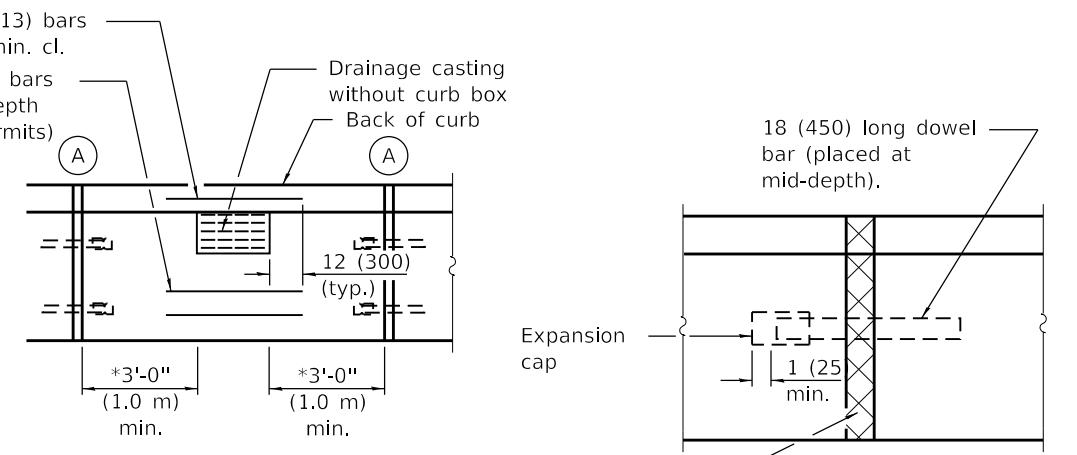 13) bars
min. cl.
bars
epth
rmits)
Drainage casting
without curb box
Back of curb
A
A
12 (300)
(typ.)
*3'-0"
(1.0 m)
min.
*3'-0"
(1.0 m)
min.
18 (450) long dowel
bar (placed at
mid-depth).
Expansion
cap
1 (25
min.